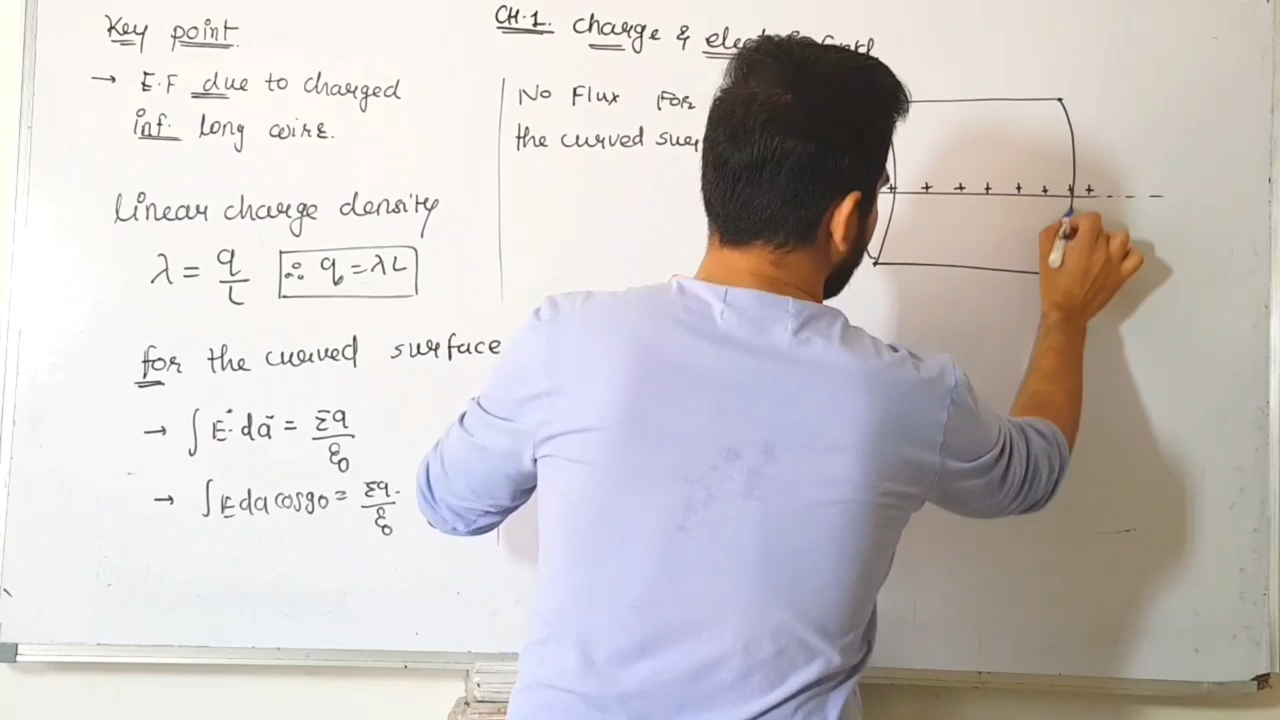 Key point
→ E.F due to charged
inf. long wire.
linear charge density
λ = q/L ∴ q = λL
for the curved surface
→ ∫ E⃗·da⃗ = Σq/ε₀
→ ∫ E da cos90 = Σq/ε₀
CH.1. charge & electric
No Flux For
the curved
+ + + + + + + +